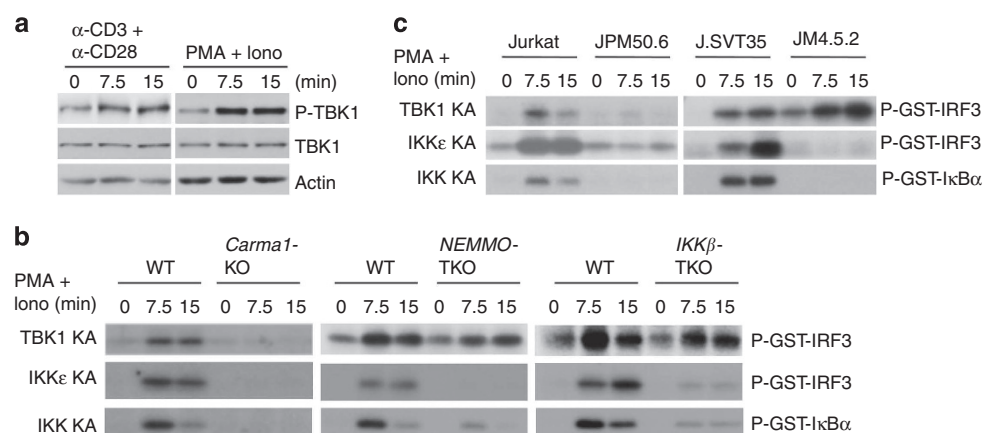 a
α-CD3 +
α-CD28 PMA + Iono
0 7.5 15 0 7.5 15 (min)
P-TBK1
TBK1
Actin
c
Jurkat JPM50.6 J.SVT35 JM4.5.2
PMA +
Iono (min) 0 7.5 15 0 7.5 15 0 7.5 15 0 7.5 15
TBK1 KA P-GST-IRF3
IKKε KA P-GST-IRF3
IKK KA P-GST-IκBα
b
Carma1- NEMMO- IKKβ-
WT KO WT TKO WT TKO
PMA +
Iono (min) 0 7.5 15 0 7.5 15 0 7.5 15 0 7.5 15 0 7.5 15 0 7.5 15
TBK1 KA P-GST-IRF3
IKKε KA P-GST-IRF3
IKK KA P-GST-IκBα